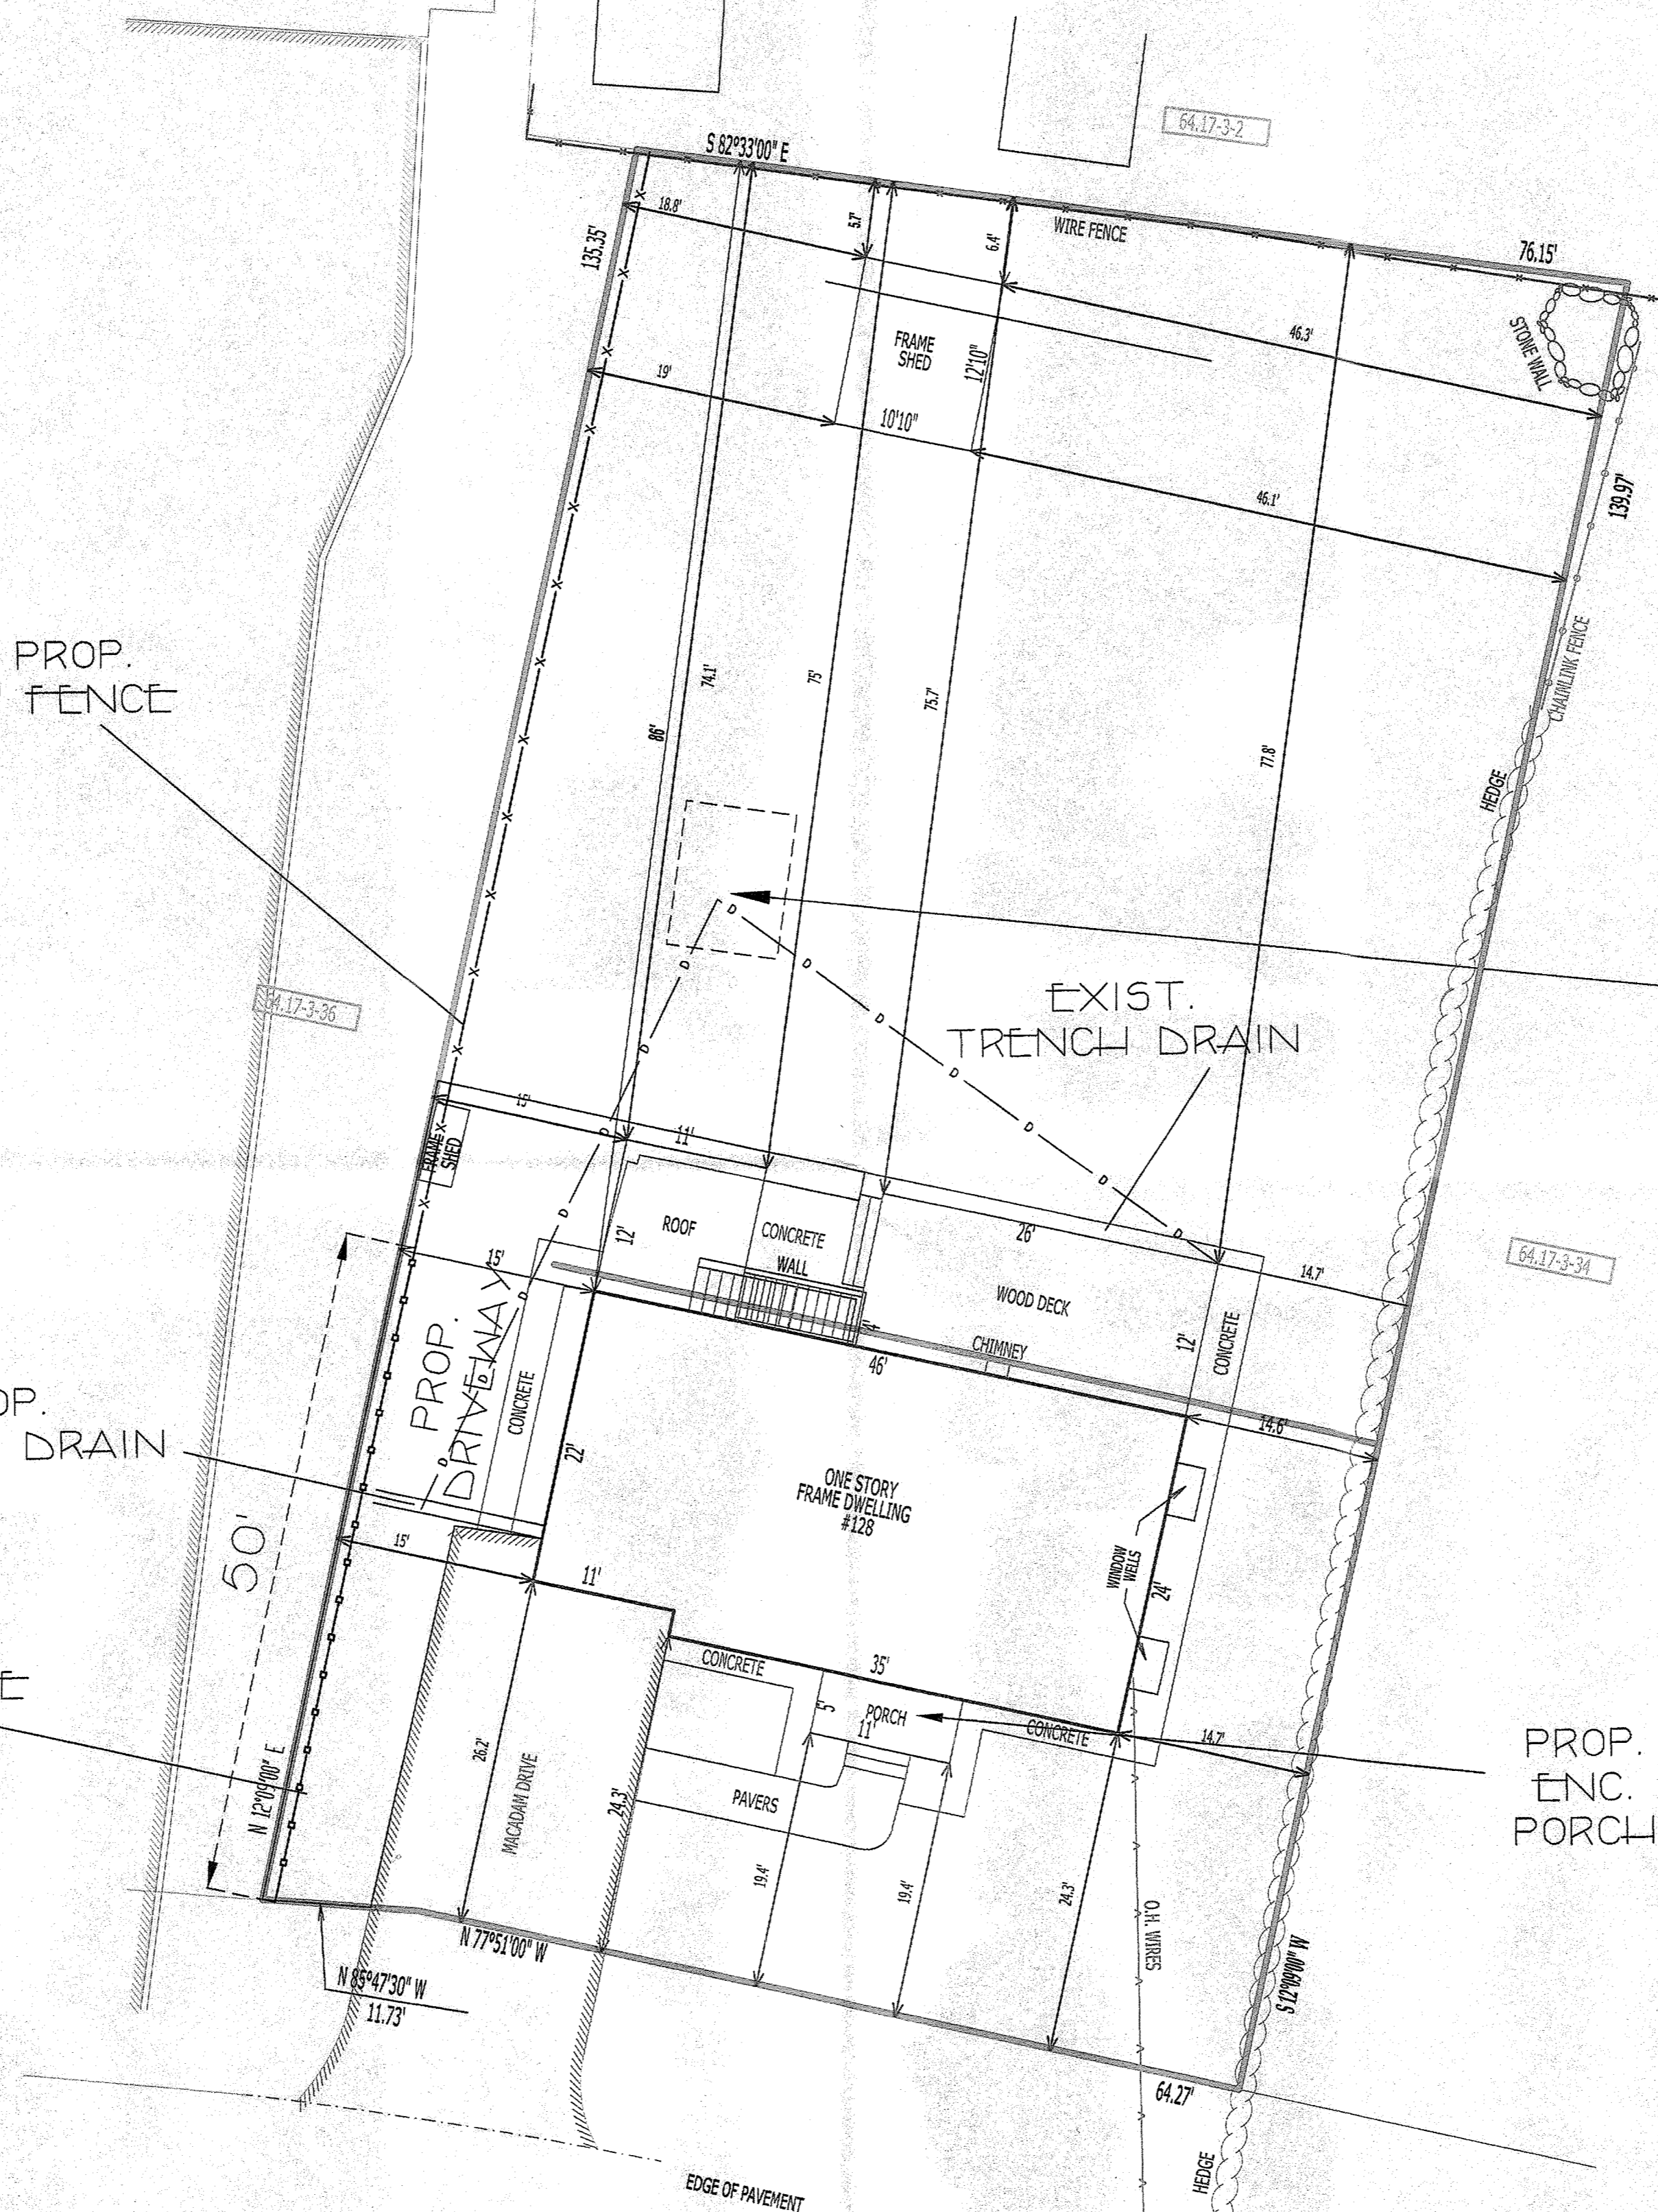 64.17-3-2
S 82°33'00" E
WIRE FENCE
76.15'
135.35'
18.8'
5.7'
6.4'
46.3'
STONE WALL
FRAME
SHED
12'10"
19'
10'10"
46.1'
139.97'
CHAINLINK FENCE
PROP.
FENCE
74.1'
75'
75.7'
86'
77.8'
HEDGE
64.17-3-36
EXIST.
TRENCH DRAIN
15'
11'
FRAME
SHED
ROOF
12'
CONCRETE
WALL
26'
14.7'
64.17-3-34
15'
WOOD DECK
CONCRETE
12'
4'
CHIMNEY
46'
14.6'
PROP.
DRIVEWAY
CONCRETE
22'
OP.
DRAIN
ONE STORY
FRAME DWELLING
#128
50'
15'
11'
WINDOW
WELLS
24'
CONCRETE
35'
5'
PORCH
11'
CONCRETE
14.7'
E
PROP.
ENC.
PORCH
26.2'
MACADAM DRIVE
24.3'
PAVERS
N 12°09'00" E
19.4'
19.4'
24.3'
O.H. WIRES
N 77°51'00" W
S 12°09'00" W
N 85°47'30" W
11.73'
64.27'
HEDGE
EDGE OF PAVEMENT